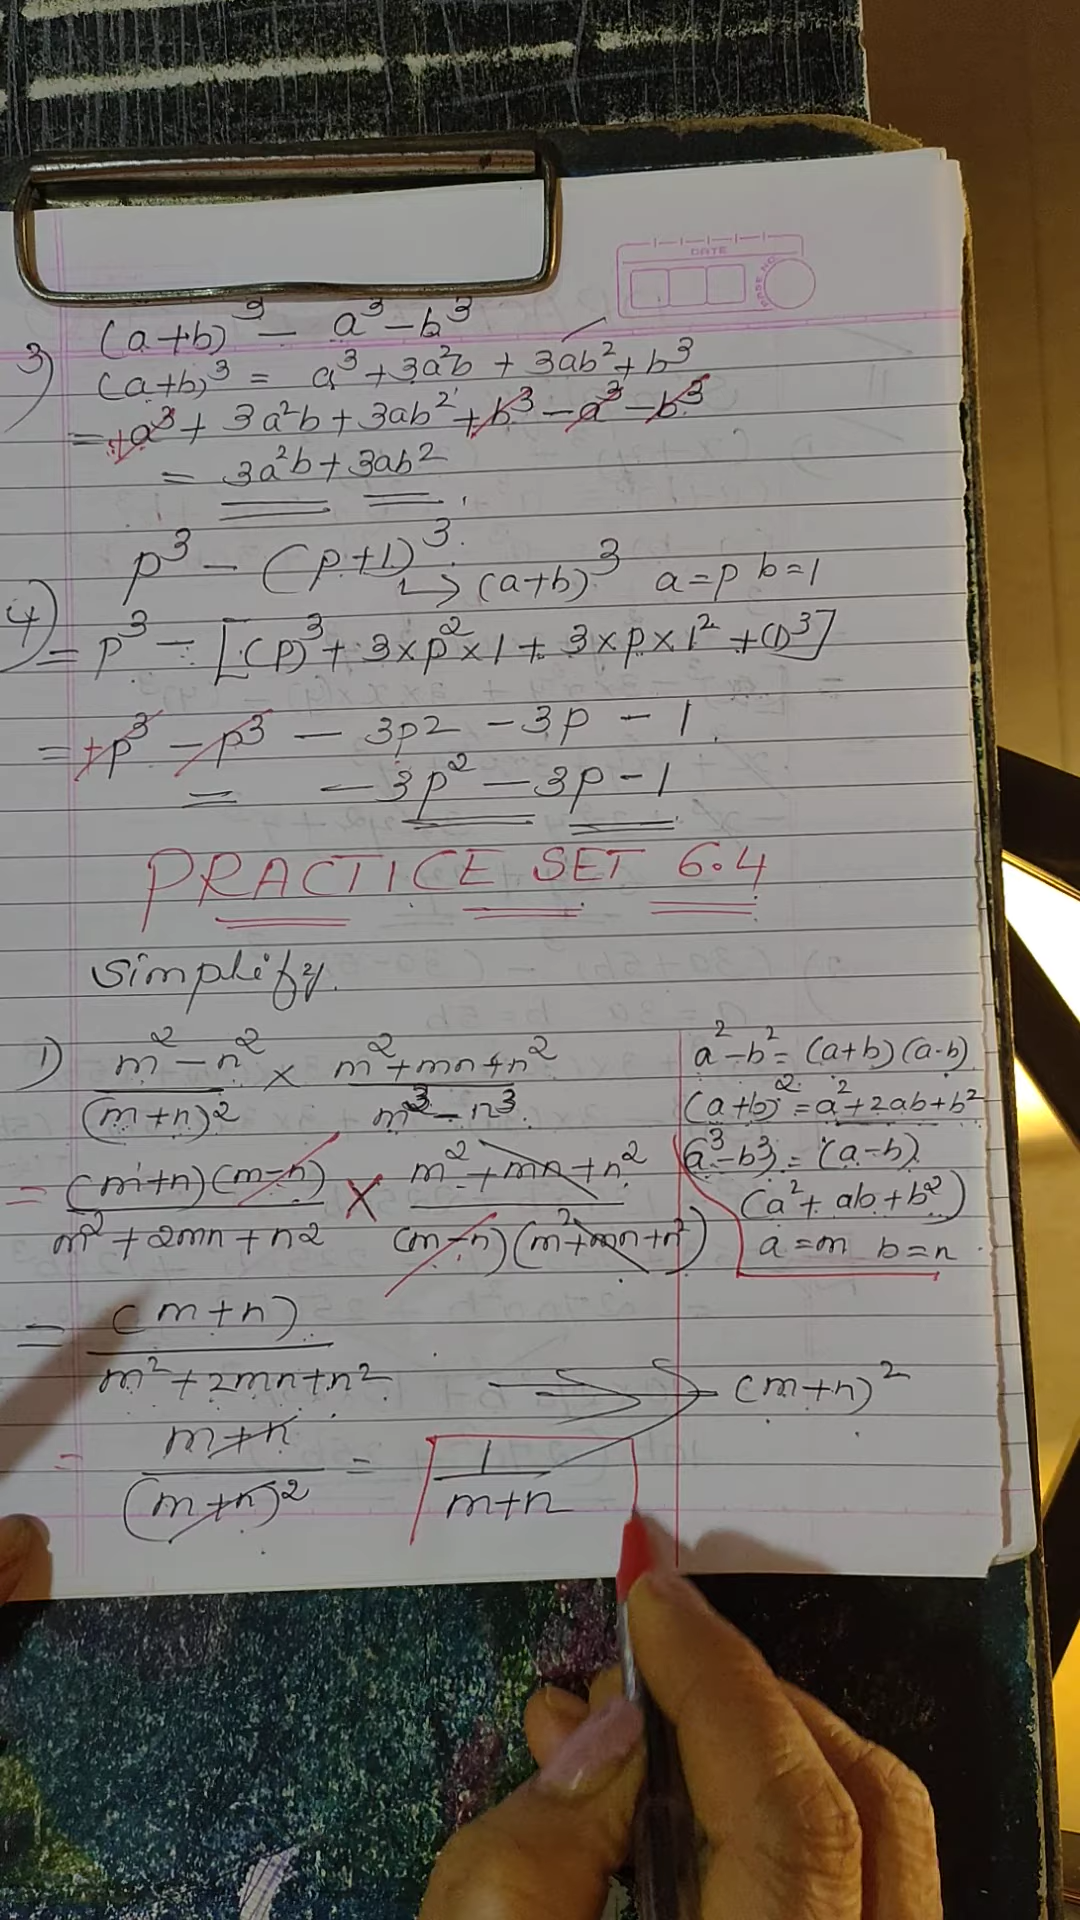 DATE
3) (a+b)³ - a³ - b³
(a+b)³ = a³ + 3a²b + 3ab² + b³
= +a³ + 3a²b + 3ab² + b³ - a³ - b³
= 3a²b + 3ab²
4) p³ - (p+1)³.
↳ (a+b)³ a=p b=1
= p³ - [(p)³ + 3×p²×1 + 3×p×1² + (1)³]
= +p³ - p³ - 3p2 - 3p - 1.
= -3p² - 3p - 1
PRACTICE SET 6.4
Simplify.
1) m² - n² / (m+n)² × m² + mn + n² / m³ - n³.
= (m+n)(m-n) / m² + 2mn + n2 × m² + mn + n² / (m-n)(m² + mn + n²)
= (m+n) / m² + 2mn + n² ⟹ (m+n)²
= m+n / (m+n)² = 1 / m+n
a² - b² = (a+b)(a-b)
(a+b)² = a² + 2ab + b²
a³ - b³ = (a-b)
(a² + ab + b²)
a = m b = n